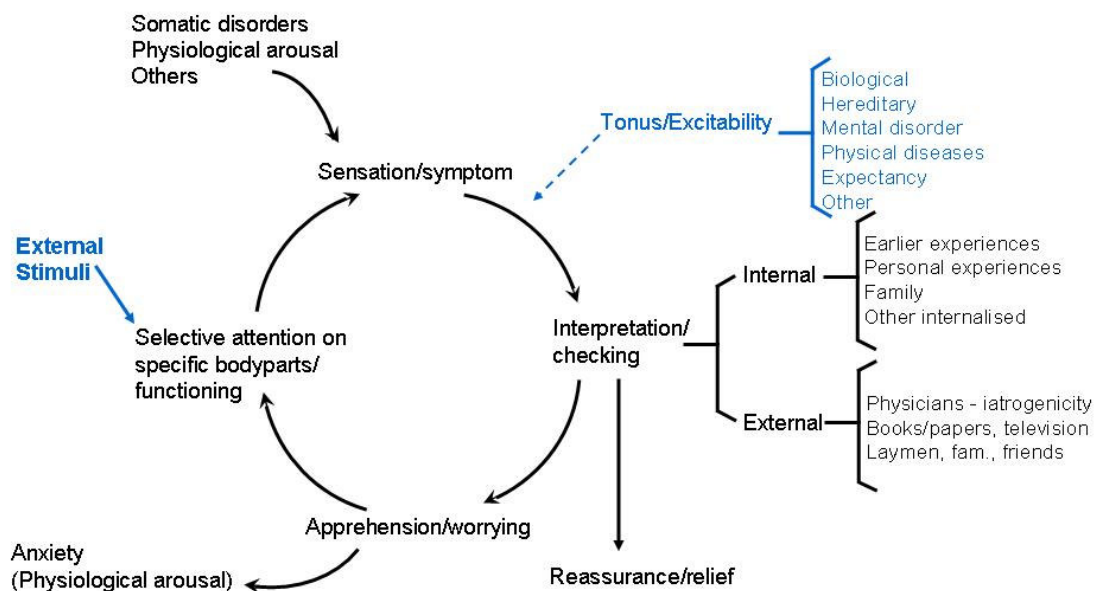 Somatic disorders
Physiological arousal
Others
Sensation/symptom
Tonus/Excitability
Biological
Hereditary
Mental disorder
Physical diseases
Expectancy
Other
External
Stimuli
Selective attention on
specific bodyparts/
functioning
Interpretation/
checking
Internal
Earlier experiences
Personal experiences
Family
Other internalised
External
Physicians - iatrogenicity
Books/papers, television
Laymen, fam., friends
Apprehension/worrying
Anxiety
(Physiological arousal)
Reassurance/relief